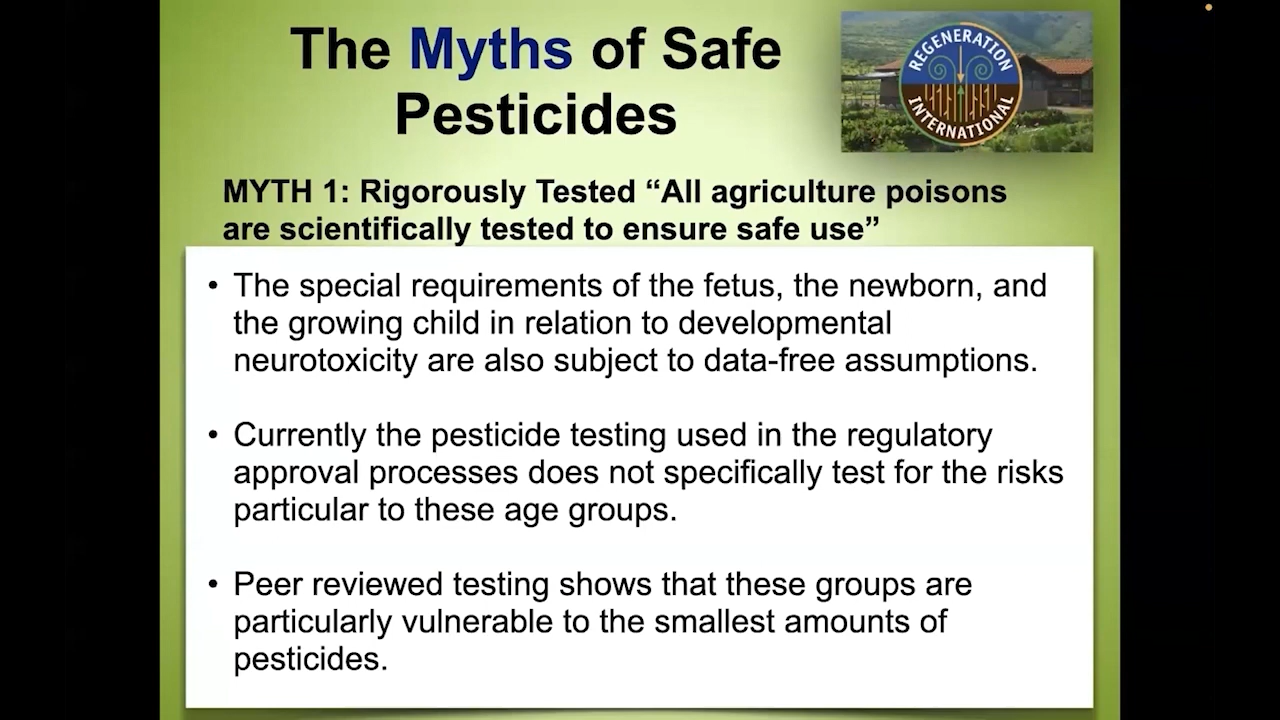 The Myths of Safe
Pesticides
REGENERATION
INTERNATIONAL
MYTH 1: Rigorously Tested “All agriculture poisons
are scientifically tested to ensure safe use”
• The special requirements of the fetus, the newborn, and
the growing child in relation to developmental
neurotoxicity are also subject to data-free assumptions.
• Currently the pesticide testing used in the regulatory
approval processes does not specifically test for the risks
particular to these age groups.
• Peer reviewed testing shows that these groups are
particularly vulnerable to the smallest amounts of
pesticides.